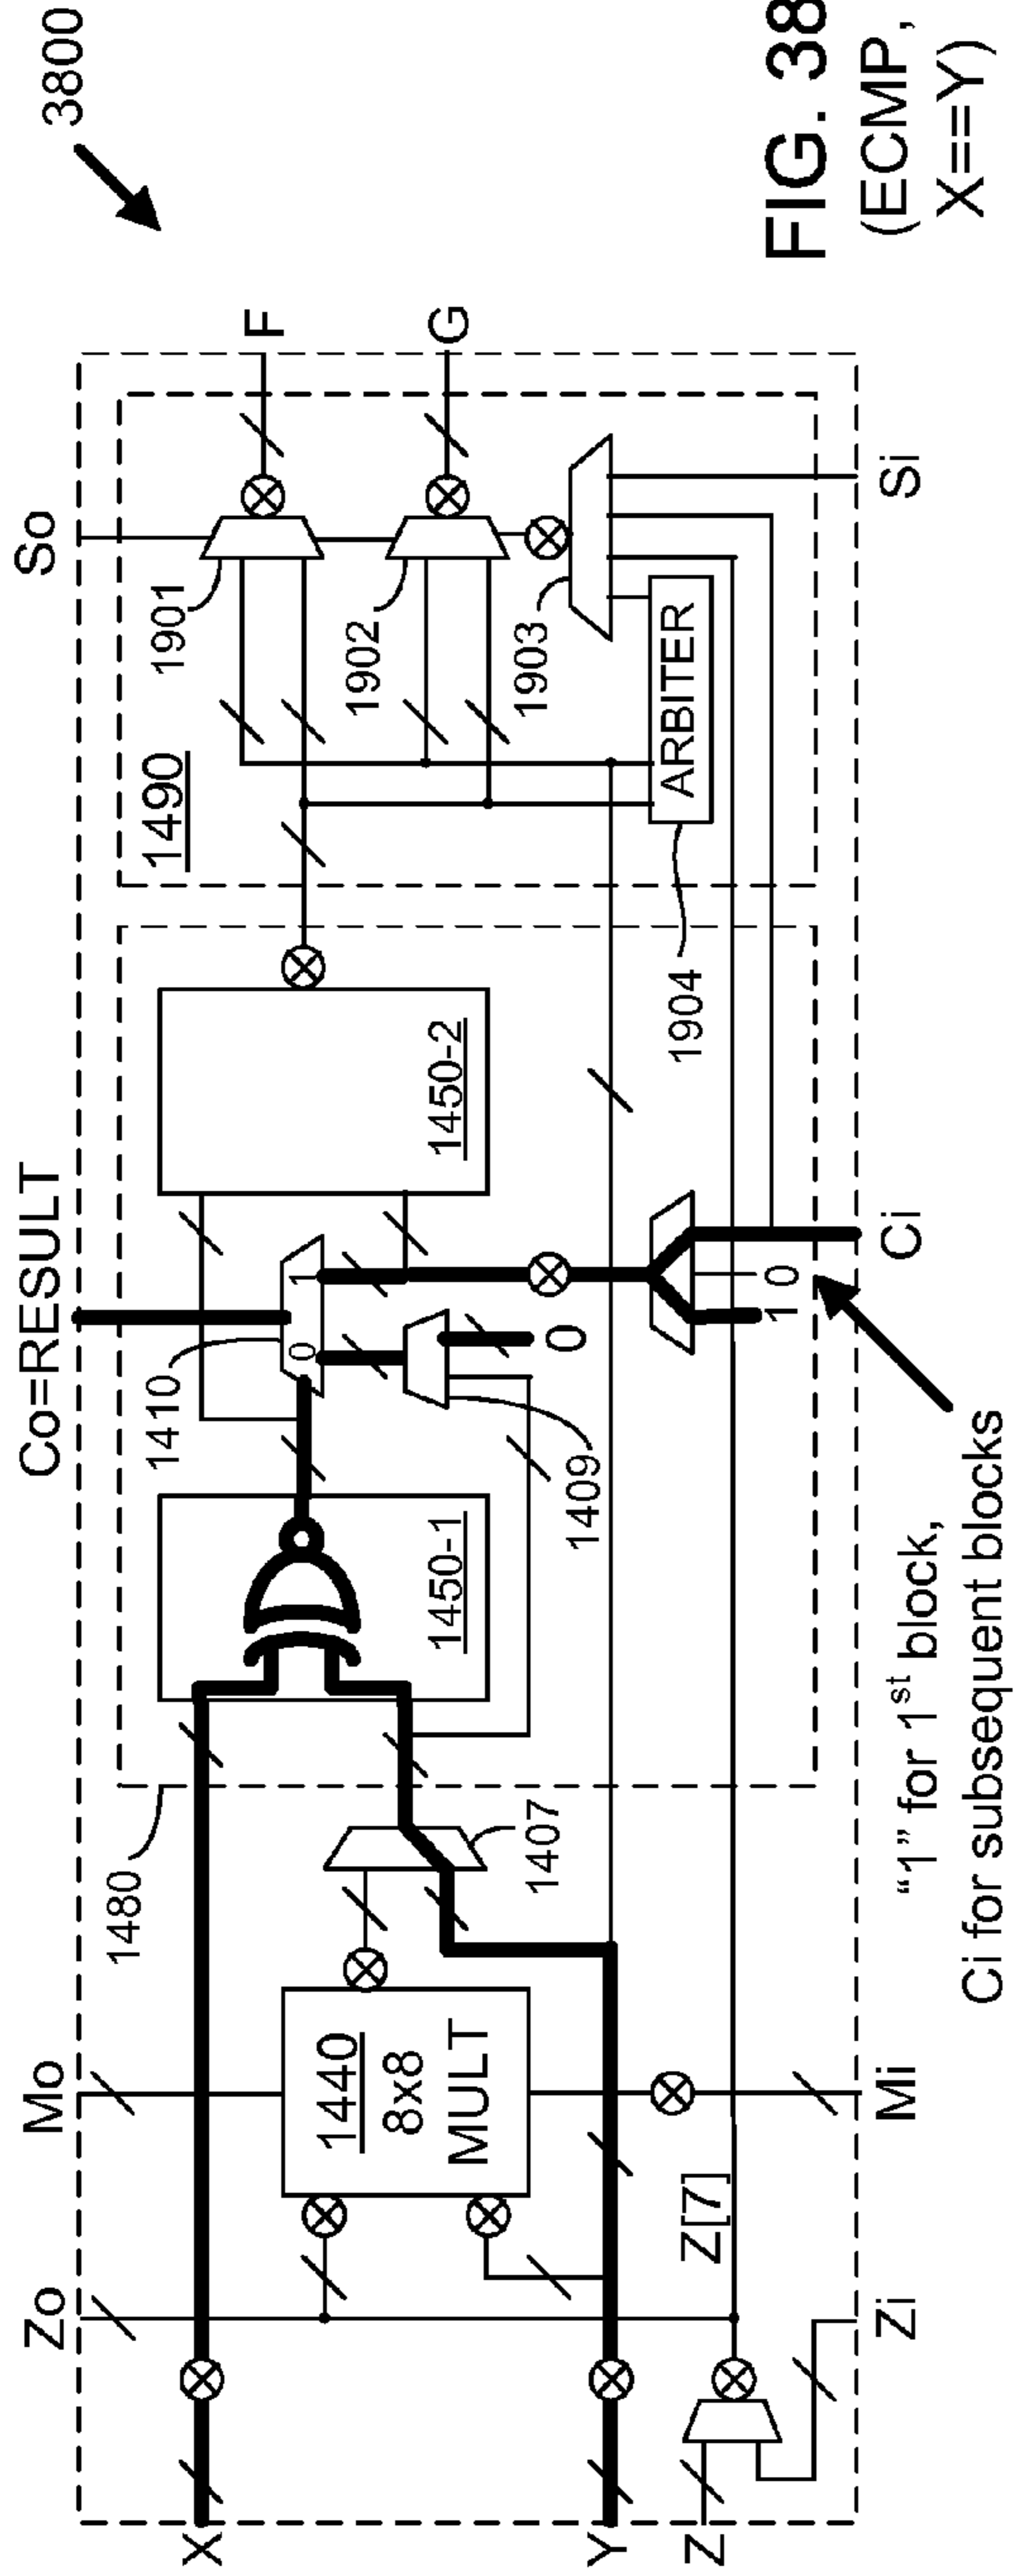 3800
So
Co=RESULT
Mo
Zo
F
G
1901
1902
1903
1490
ARBITER
1904
1450-2
1410
0
1
0
1409
1450-1
1480
1407
1440
8x8
MULT
Z[7]
X
Y
Z
1
0
Si
Ci
Mi
Zi
“1” for 1st block,
Ci for subsequent blocks
FIG. 38
(ECMP,
X==Y)